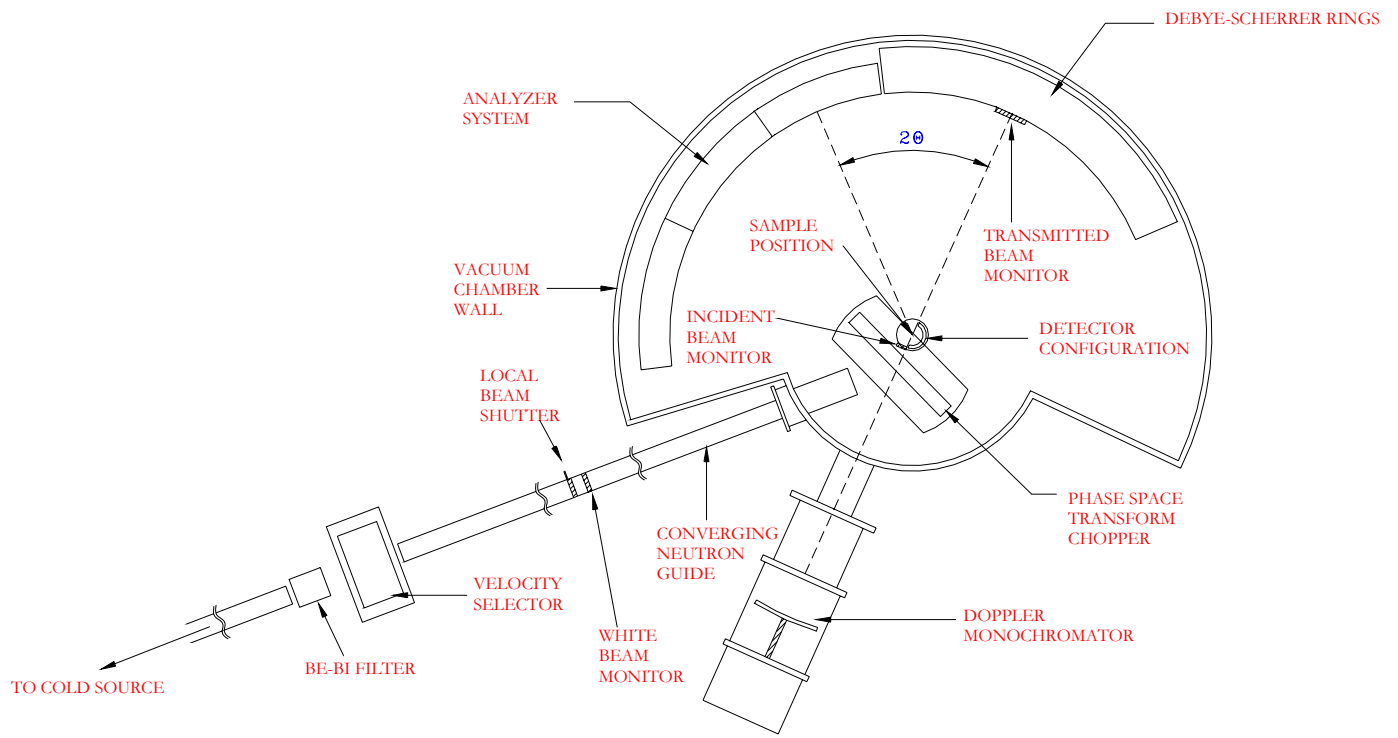 DEBYE-SCHERRER RINGS
ANALYZER
SYSTEM
2Θ
SAMPLE
POSITION
TRANSMITTED
BEAM
MONITOR
VACUUM
CHAMBER
WALL
INCIDENT
BEAM
MONITOR
DETECTOR
CONFIGURATION
LOCAL
BEAM
SHUTTER
PHASE SPACE
TRANSFORM
CHOPPER
CONVERGING
NEUTRON
GUIDE
VELOCITY
SELECTOR
DOPPLER
MONOCHROMATOR
WHITE
BEAM
MONITOR
BE-BI FILTER
TO COLD SOURCE